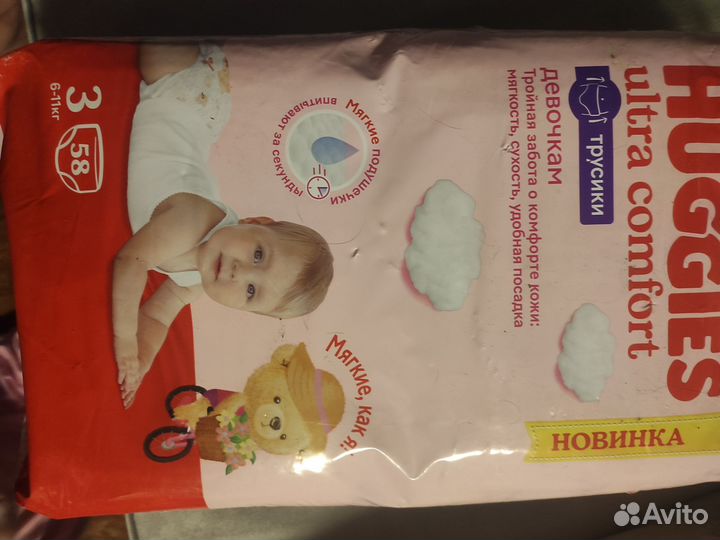 HUGGIES
ultra comfort
трусики
НОВИНКА
девочкам
Тройная забота о комфорте кожи:
мягкость, сухость, удобная посадка
Мягкие подушечки
впитывают за секунды
Мягкие, как я!
3
58
6-11кг
Avito